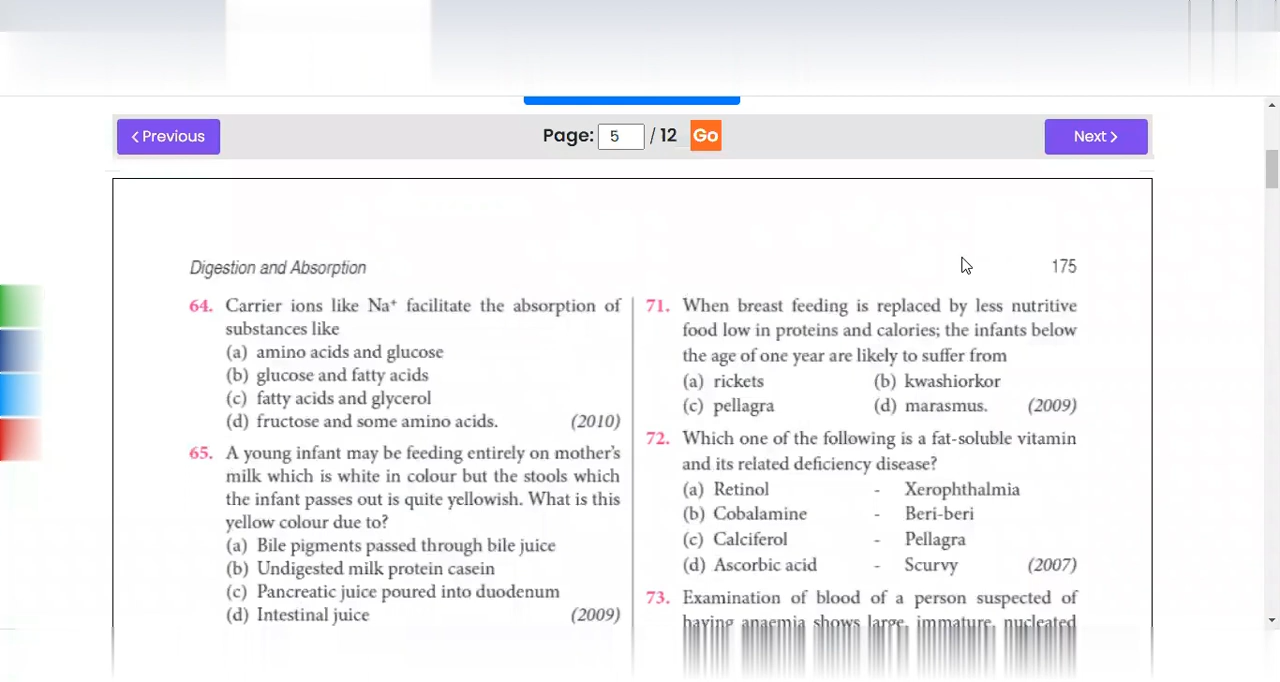 Previous
Page: 5 / 12 Go
Next
Digestion and Absorption
175
64. Carrier ions like Na⁺ facilitate the absorption of
substances like
(a) amino acids and glucose
(b) glucose and fatty acids
(c) fatty acids and glycerol
(d) fructose and some amino acids. (2010)
65. A young infant may be feeding entirely on mother's
milk which is white in colour but the stools which
the infant passes out is quite yellowish. What is this
yellow colour due to?
(a) Bile pigments passed through bile juice
(b) Undigested milk protein casein
(c) Pancreatic juice poured into duodenum
(d) Intestinal juice (2009)
71. When breast feeding is replaced by less nutritive
food low in proteins and calories; the infants below
the age of one year are likely to suffer from
(a) rickets (b) kwashiorkor
(c) pellagra (d) marasmus. (2009)
72. Which one of the following is a fat-soluble vitamin
and its related deficiency disease?
(a) Retinol - Xerophthalmia
(b) Cobalamine - Beri-beri
(c) Calciferol - Pellagra
(d) Ascorbic acid - Scurvy (2007)
73. Examination of blood of a person suspected of
having anaemia shows large, immature, nucleated